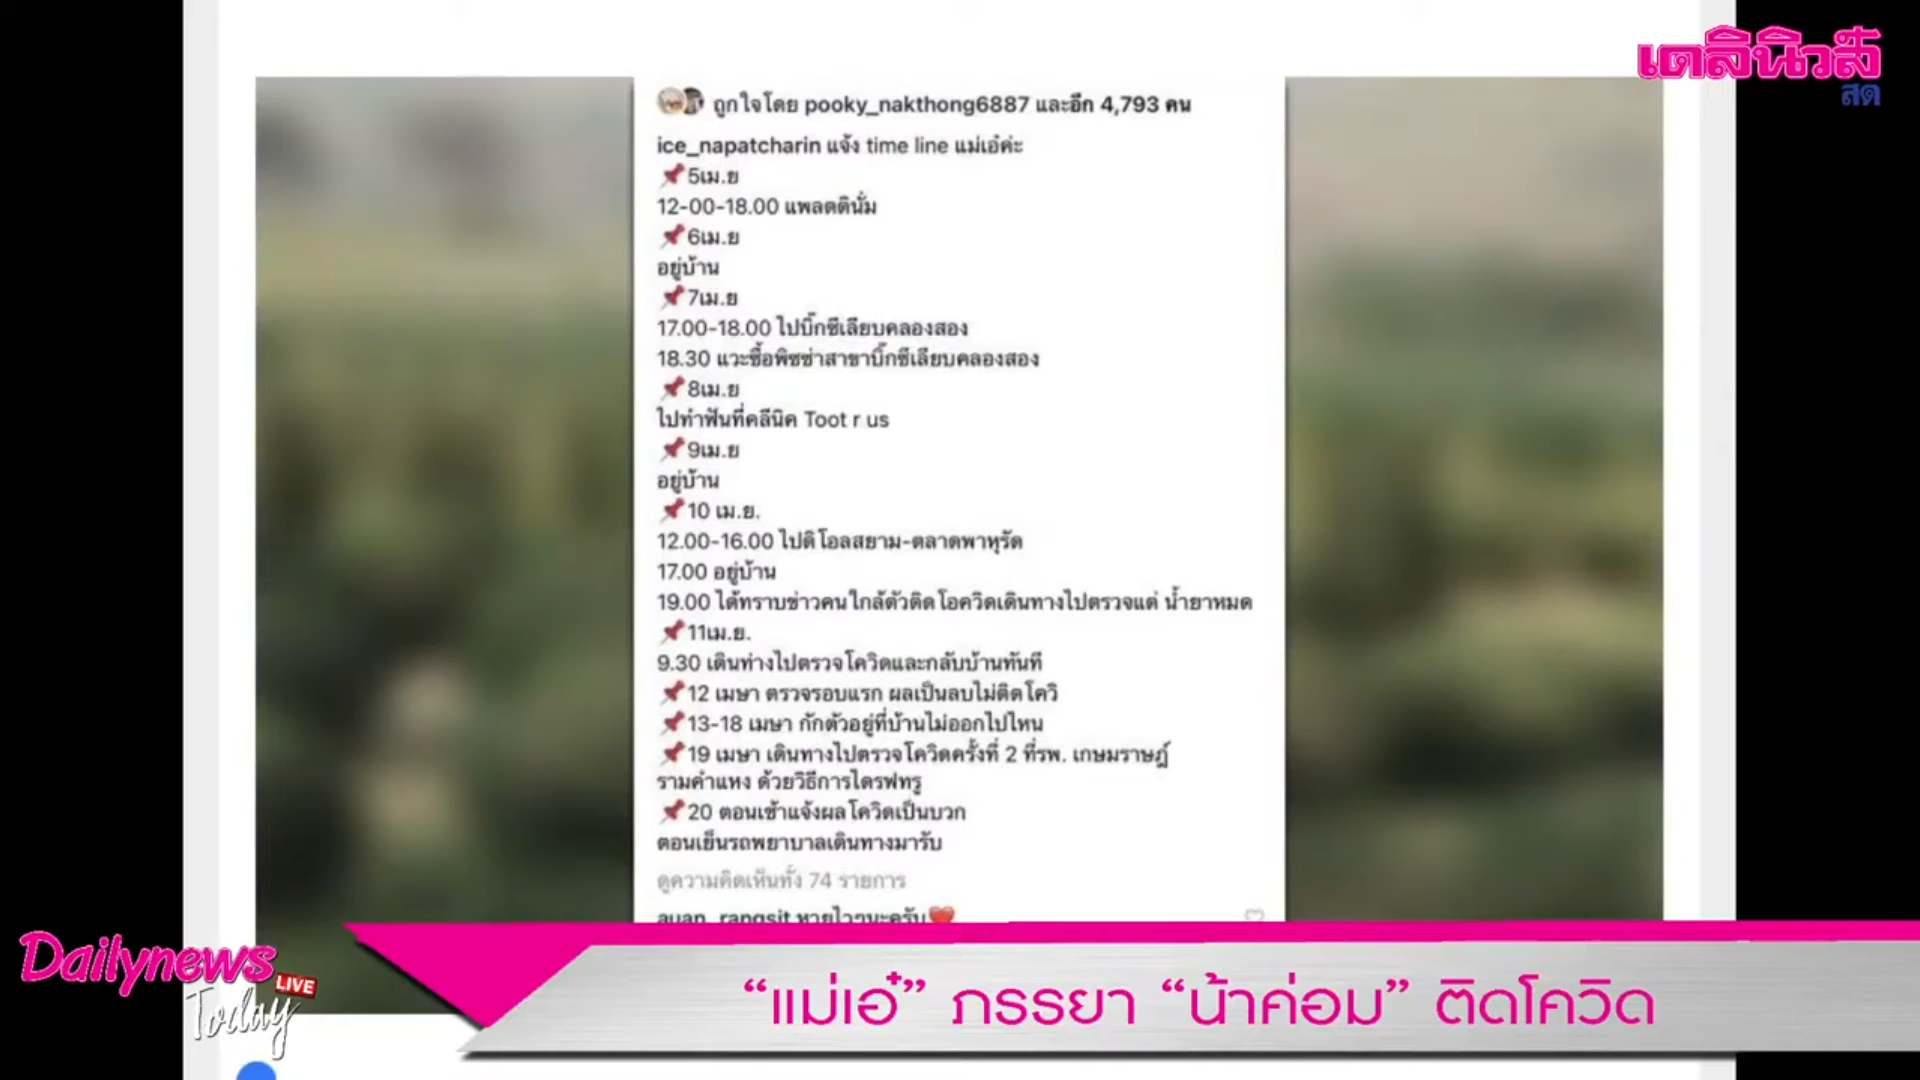 เดลินิวส์
สด
ถูกใจโดย pooky_nakthong6887 และอีก 4,793 คน
ice_napatcharin แจ้ง time line แม่เอ๋ค่ะ
📌5เม.ย
12-00-18.00 แพลตตินั่ม
📌6เม.ย
อยู่บ้าน
📌7เม.ย
17.00-18.00 ไปบิ๊กซีเลียบคลองสอง
18.30 แวะซื้อพิซซ่าสาขาบิ๊กซีเลียบคลองสอง
📌8เม.ย
ไปทำฟันที่คลีนิค Toot r us
📌9เม.ย
อยู่บ้าน
📌10 เม.ย.
12.00-16.00 ไปดิโอลสยาม-ตลาดพาหุรัด
17.00 อยู่บ้าน
19.00 ได้ทราบข่าวคนใกล้ตัวติดโอควิดเดินทางไปตรวจแต่ น้ำยาหมด
📌11เม.ย.
9.30 เดินท่างไปตรวจโควิดและกลับบ้านทันที
📌12 เมษา ตรวจรอบแรก ผลเป็นลบไม่ติดโควิ
📌13-18 เมษา กักตัวอยู่ที่บ้านไม่ออกไปไหน
📌19 เมษา เดินทางไปตรวจโควิดครั้งที่ 2 ที่รพ. เกษมราษฎ์
รามคำแหง ด้วยวิธีการไดรฟทรู
📌20 ตอนเช้าแจ้งผลโควิดเป็นบวก
ตอนเย็นรถพยาบาลเดินทางมารับ
ดูความคิดเห็นทั้ง 74 รายการ
auan_rangsit หายไวๆนะครับ❤️
Dailynews
LIVE
Today
“แม่เอ๋” ภรรยา “น้าค่อม” ติดโควิด